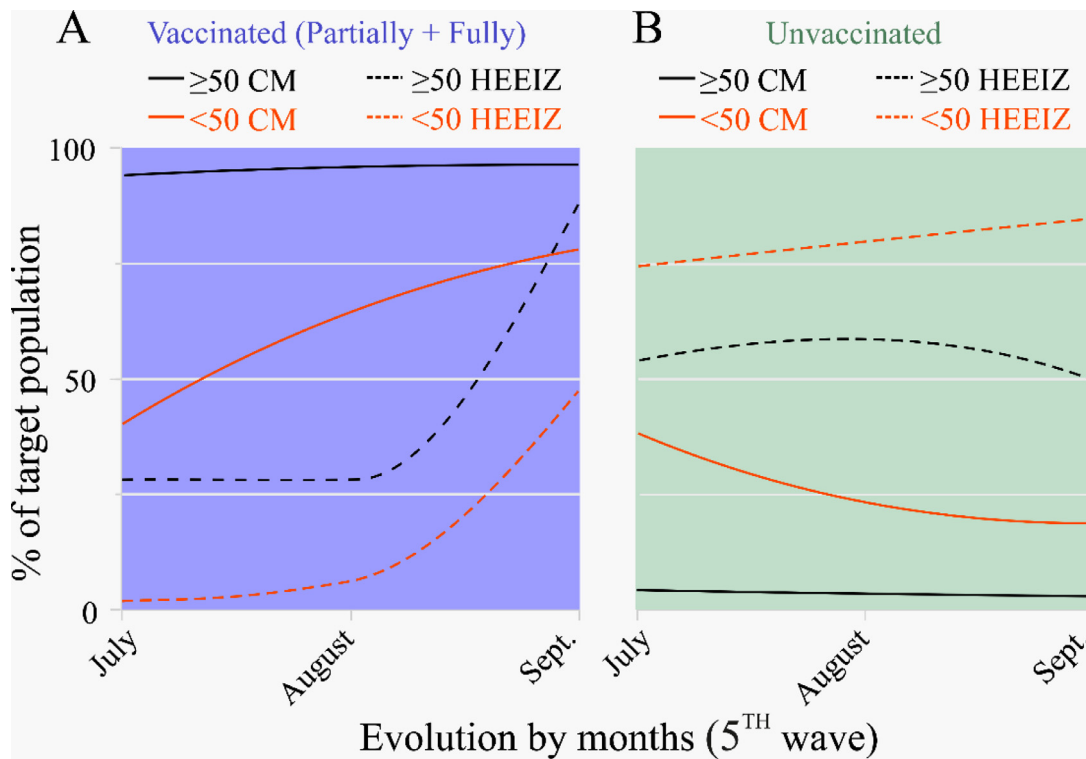 A Vaccinated (Partially + Fully)
≥50 CM ≥50 HEEIZ
<50 CM <50 HEEIZ
B Unvaccinated
≥50 CM ≥50 HEEIZ
<50 CM <50 HEEIZ
% of target population
100
50
0
July
August
Sept.
July
August
Sept.
Evolution by months (5TH wave)